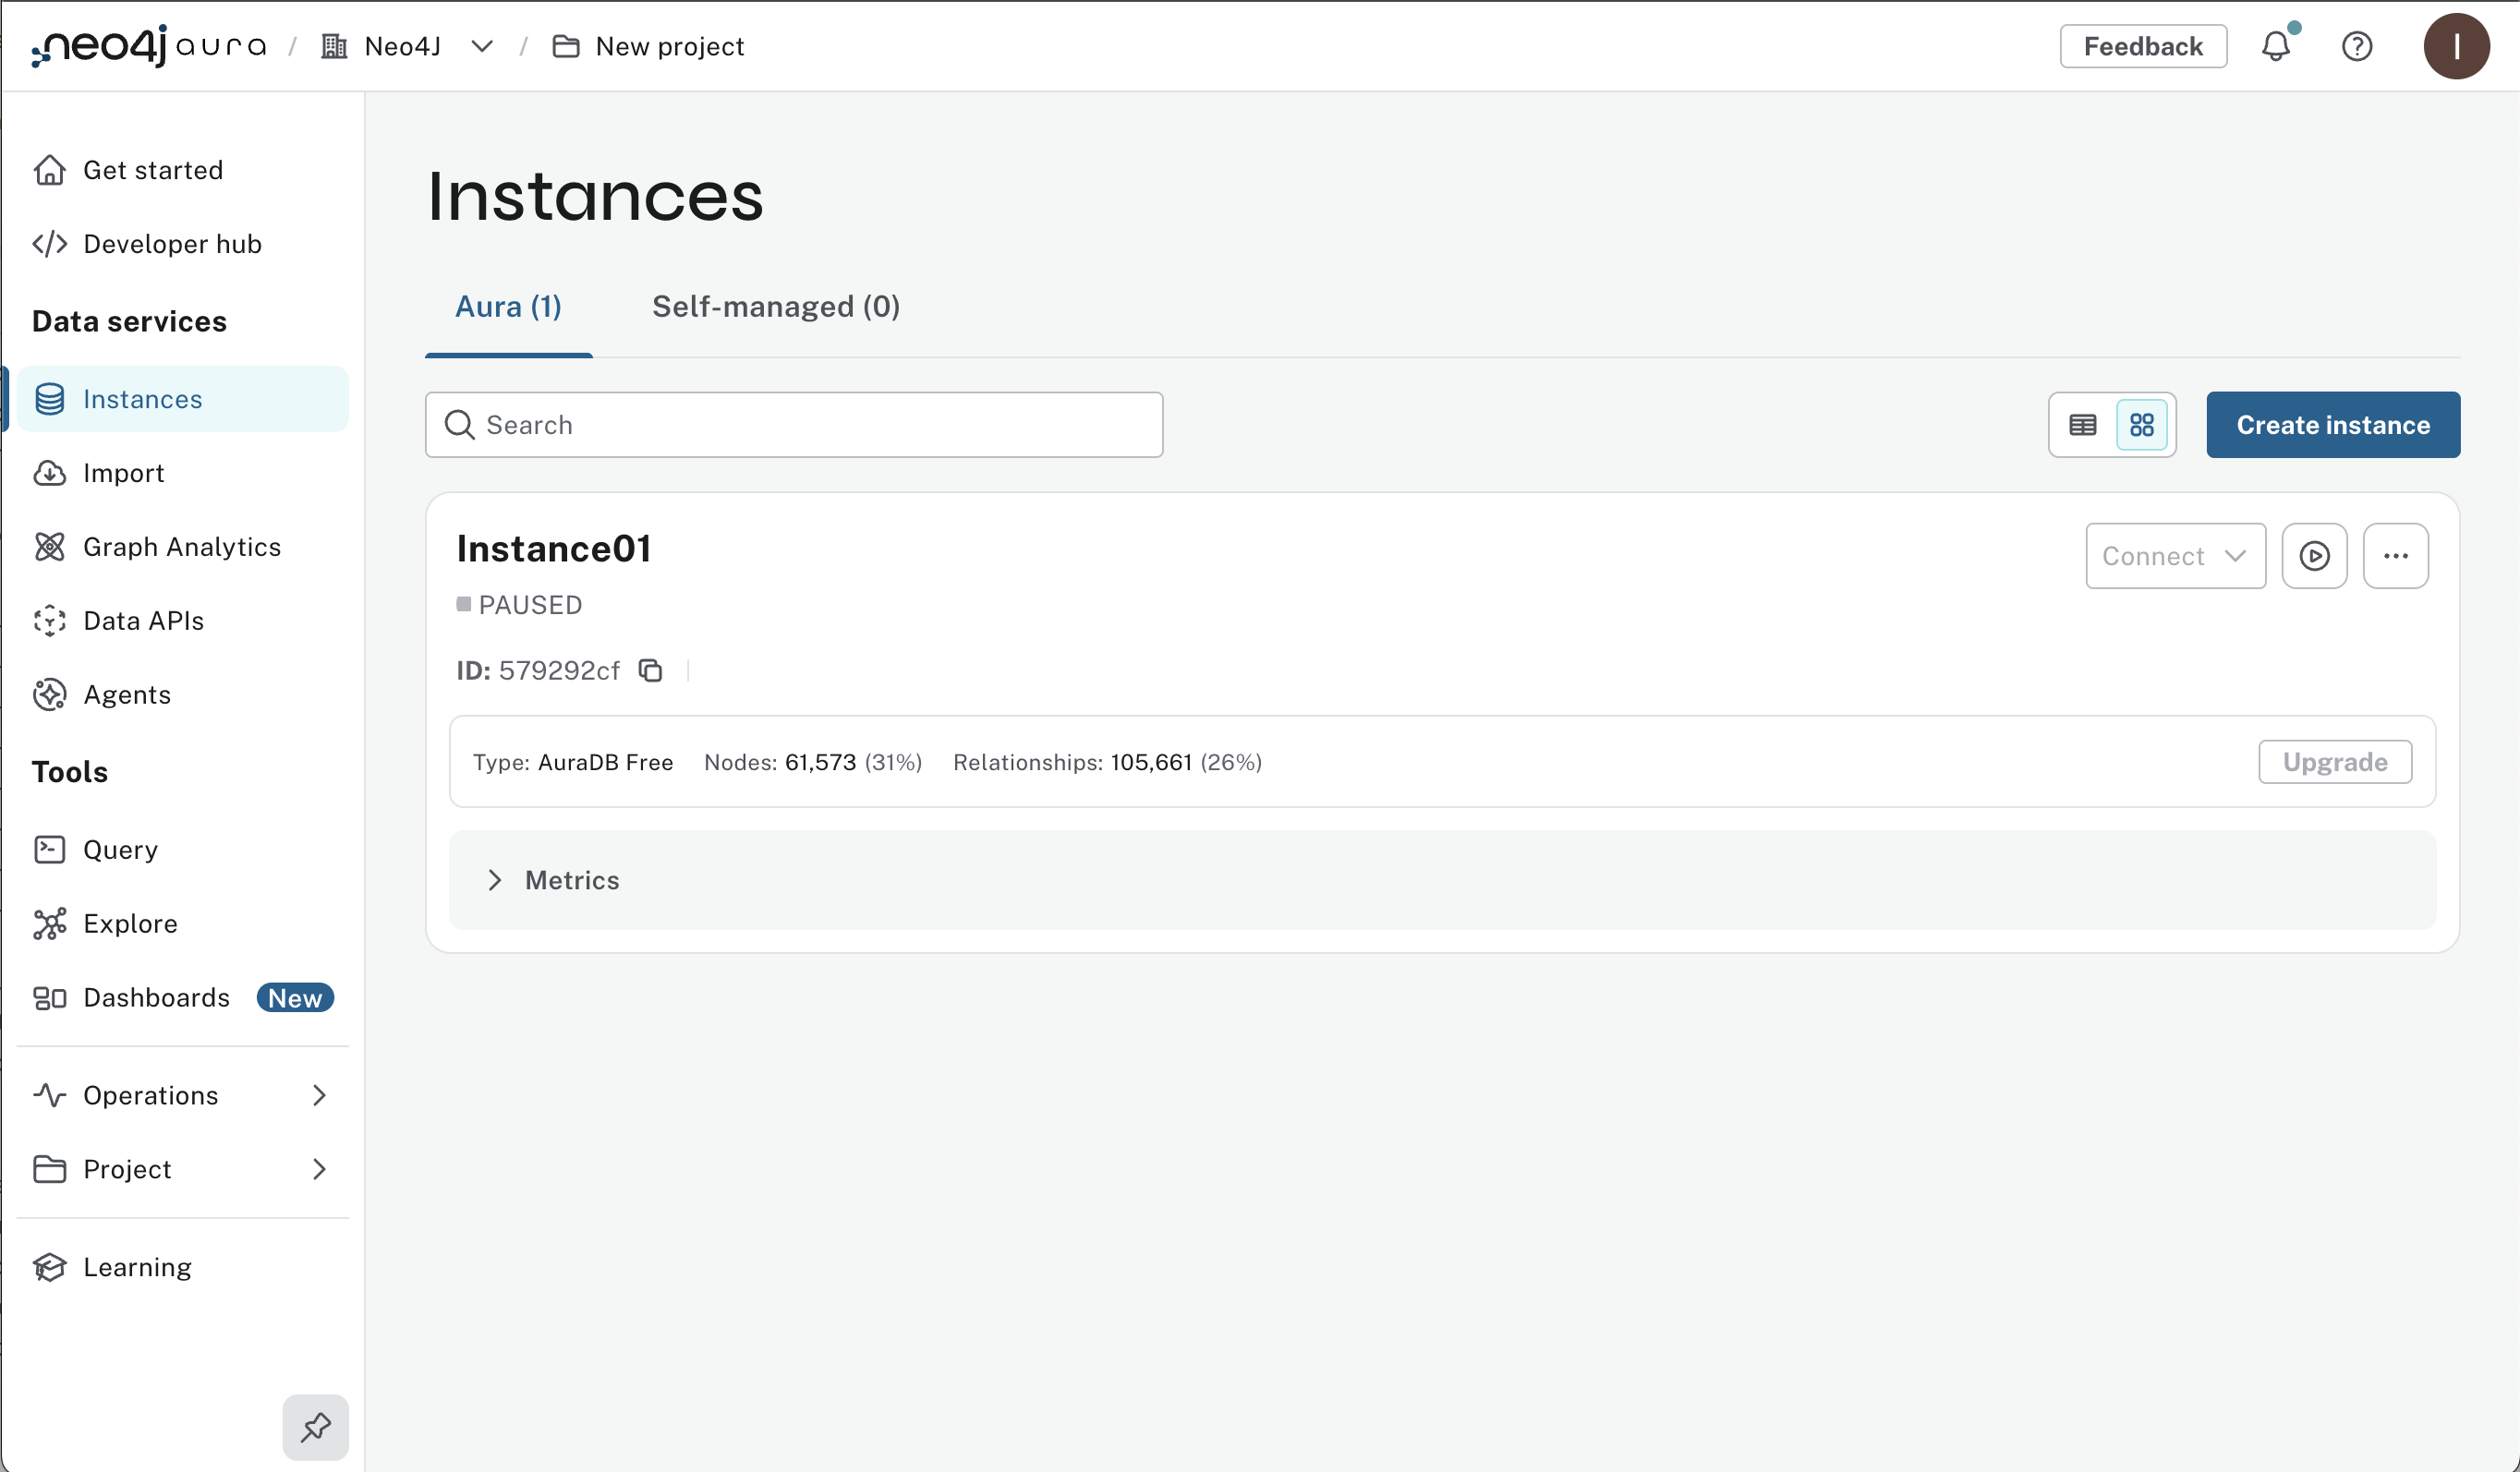 neo4j aura / Neo4J / New project Feedback I
Get started
Developer hub
Data services
Instances
Import
Graph Analytics
Data APIs
Agents
Tools
Query
Explore
Dashboards New
Operations
Project
Learning
Instances
Aura (1) Self-managed (0)
Search Create instance
Instance01 Connect
PAUSED
ID: 579292cf
Type: AuraDB Free Nodes: 61,573 (31%) Relationships: 105,661 (26%) Upgrade
Metrics